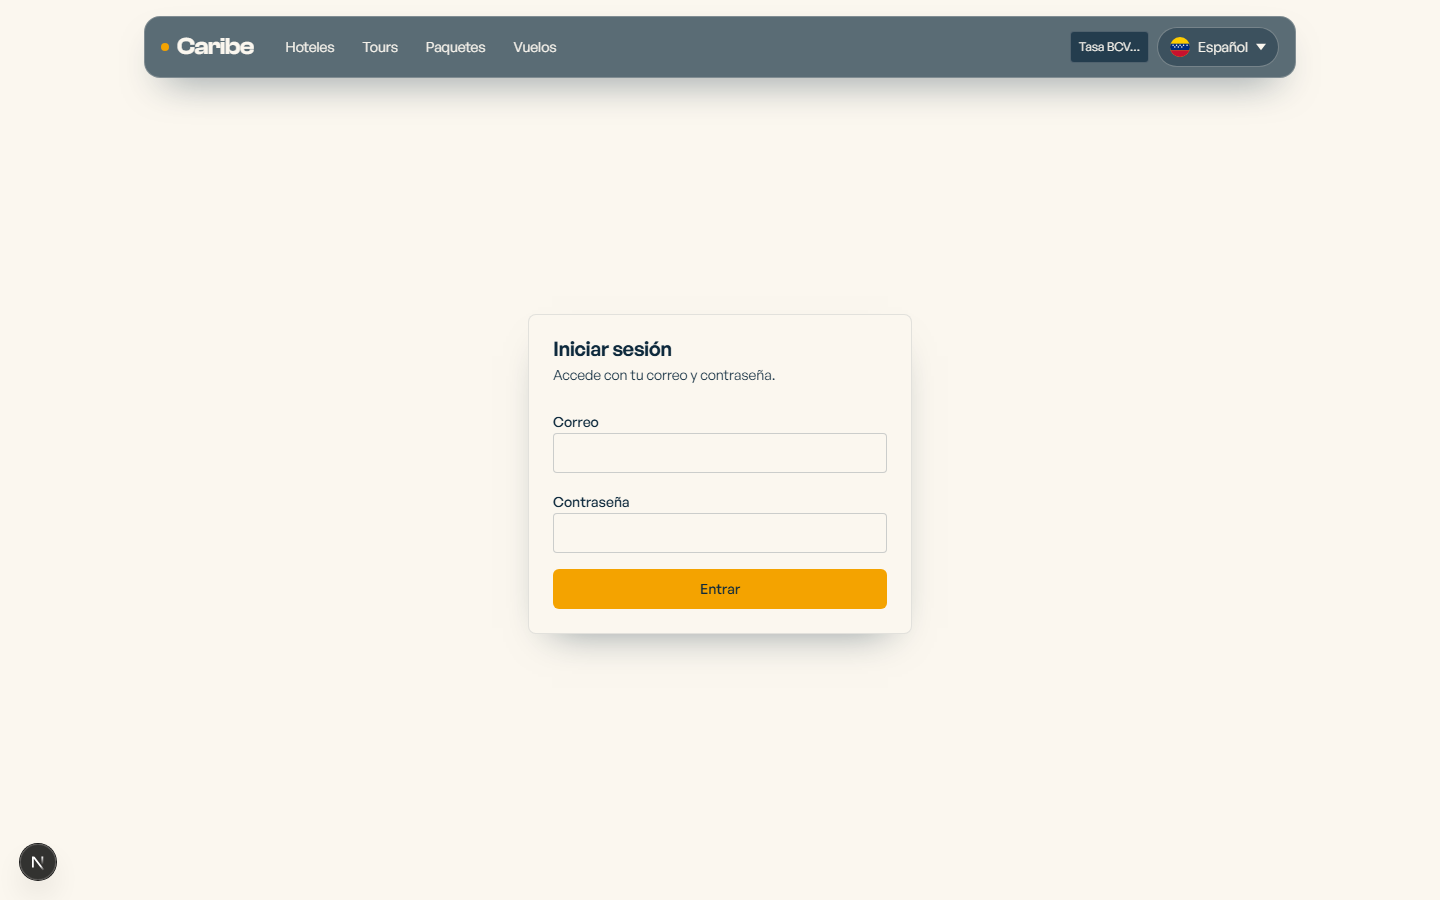 Caribe Hoteles Tours Paquetes Vuelos Tasa BCV... Español
Iniciar sesión
Accede con tu correo y contraseña.
Correo
Contraseña
Entrar
N